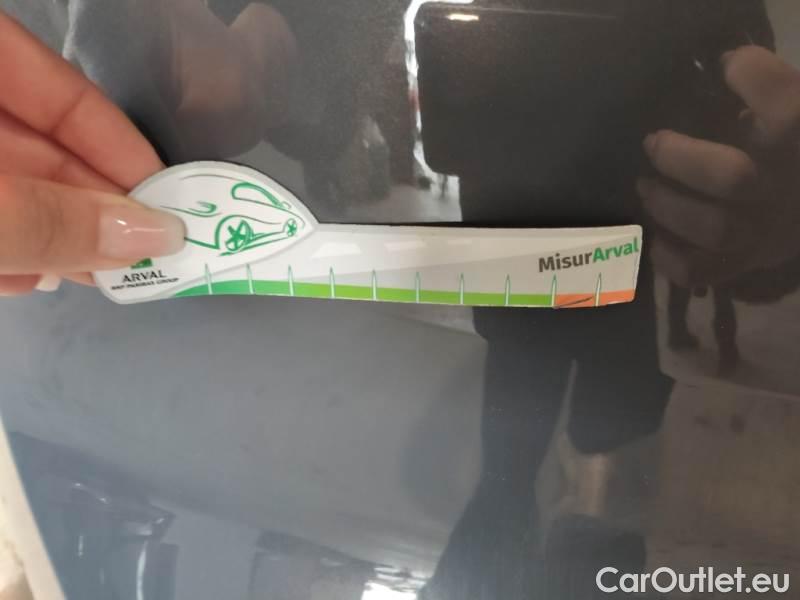 MisurArval
ARVAL
BNP PARIBAS GROUP
CarOutlet.eu